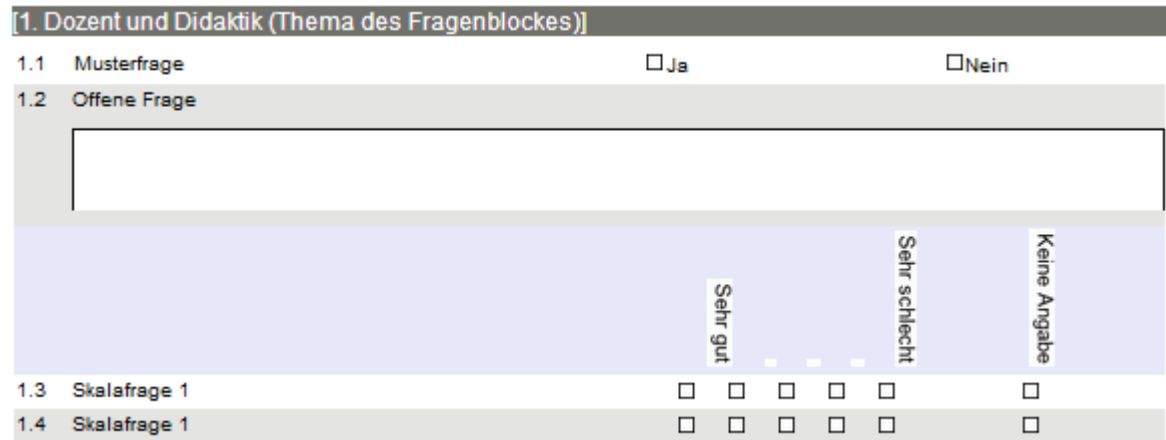 [1. Dozent und Didaktik (Thema des Fragenblockes)]
1.1 Musterfrage ☐ Ja ☐ Nein
1.2 Offene Frage
Sehr gut
Sehr schlecht
Keine Angabe
1.3 Skalafrage 1 ☐ ☐ ☐ ☐ ☐ ☐
1.4 Skalafrage 1 ☐ ☐ ☐ ☐ ☐ ☐